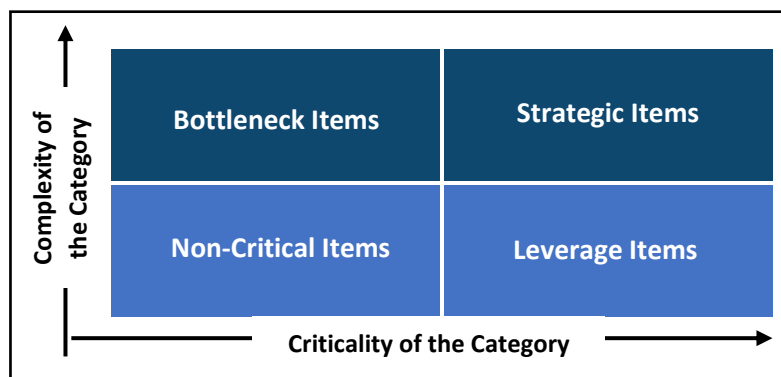 Complexity of
the Category
Bottleneck Items
Strategic Items
Non-Critical Items
Leverage Items
Criticality of the Category